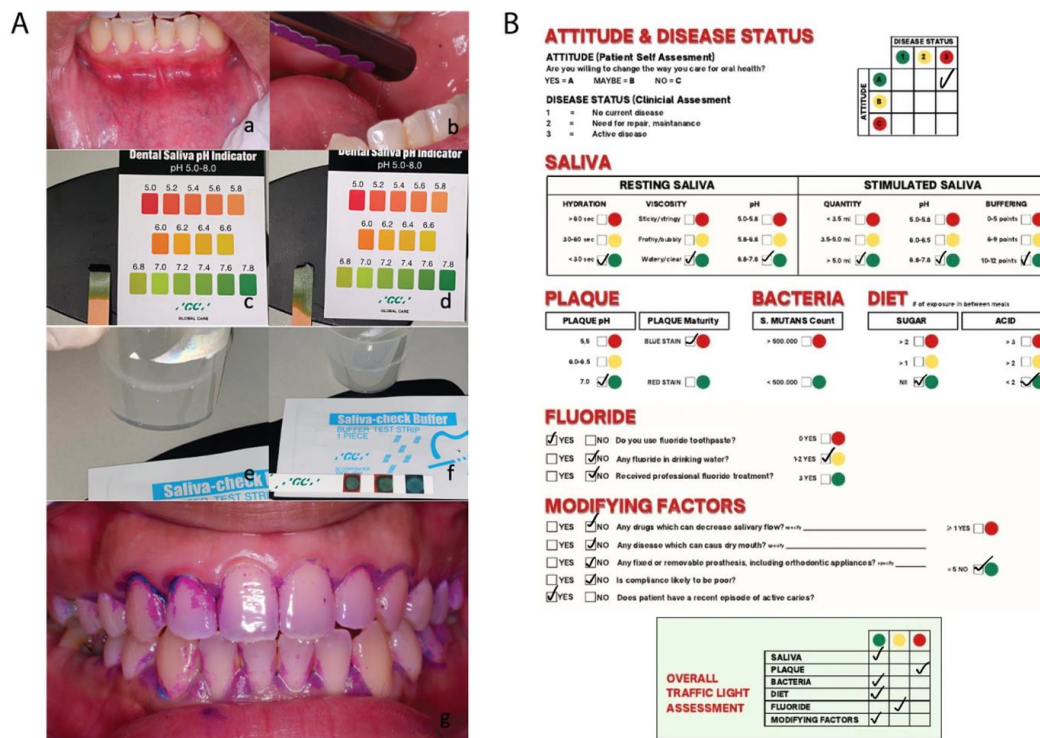 A
a
b
Dental Saliva pH Indicator
pH 5.0-8.0
5.0 5.2 5.4 5.6 5.8
6.0 6.2 6.4 6.6
6.8 7.0 7.2 7.4 7.6 7.8
GC
GLOBAL CARE
c
Dental Saliva pH Indicator
pH 5.0-8.0
5.0 5.2 5.4 5.6 5.8
6.0 6.2 6.4 6.6
6.8 7.0 7.2 7.4 7.6 7.8
GC
GLOBAL CARE
d
Saliva-check Buffer
BUFFER TEST STRIP
e
Saliva-check Buffer
BUFFER TEST STRIP
1 PIECE
GC
f
g
B
ATTITUDE & DISEASE STATUS
ATTITUDE (Patient Self Assesment)
Are you willing to change the way you care for oral health?
YES = A MAYBE = B NO = C
DISEASE STATUS (Clinicial Assesment
1 = No current disease
2 = Need for repair, maintanance
3 = Active disease
DISEASE STATUS
1 2 3
ATTITUDE
A
B
C
SALIVA
RESTING SALIVA STIMULATED SALIVA
HYDRATION VISCOSITY pH QUANTITY pH BUFFERING
>60 sec Sticky/stringy 5.0-5.8 < 3.5 ml 5.0-5.8 0-5 points
30-60 sec Frothy/bubbly 5.8-6.8 3.5-5.0 ml 6.0-6.5 6-9 points
<30 sec Watery/clear 6.8-7.8 > 5.0 ml 6.8-7.8 10-12 points
PLAQUE BACTERIA DIET # of exposure in between meals
PLAQUE pH PLAQUE Maturity S. MUTANS Count SUGAR ACID
5,5 BLUE STAIN > 500.000 > 2 > 3
6.0-6.5 > 1 > 2
7.0 RED STAIN < 500.000 Nil < 2
FLUORIDE
YES NO Do you use fluoride toothpaste? 0 YES
YES NO Any fluoride in drinking water? 1-2 YES
YES NO Received professional fluoride treatment? 3 YES
MODIFYING FACTORS
YES NO Any drugs which can decrease salivary flow? specify
≥ 1 YES
YES NO Any disease which can caus dry mouth? specify
YES NO Any fixed or removable prosthesis, including orthodontic appliances? specify
= 5 NO
YES NO Is compliance likely to be poor?
YES NO Does patient have a recent episode of active caries?
OVERALL
TRAFFIC LIGHT
ASSESSMENT
SALIVA
PLAQUE
BACTERIA
DIET
FLUORIDE
MODIFYING FACTORS